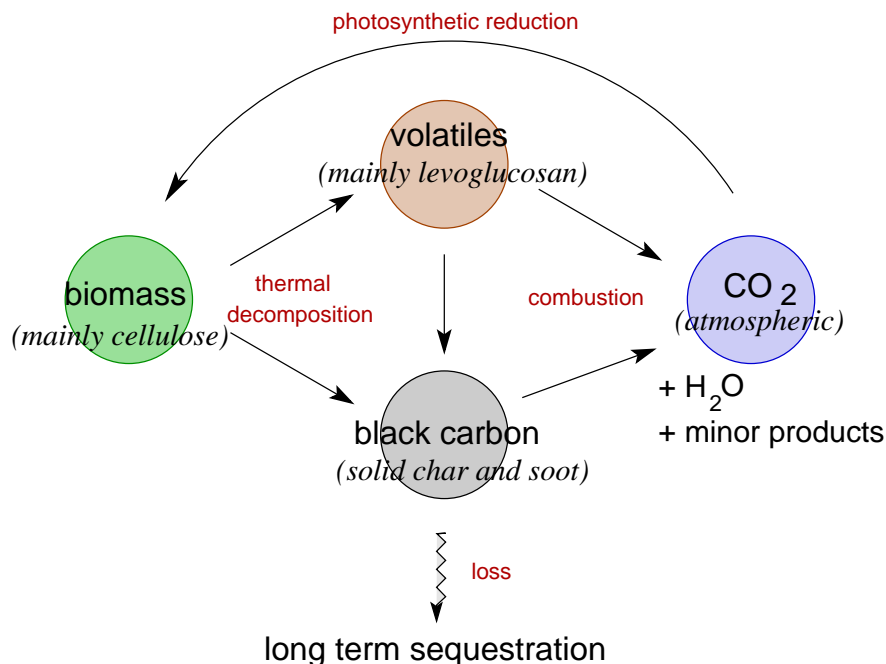 photosynthetic reduction
volatiles
(mainly levoglucosan)
biomass
(mainly cellulose)
thermal
decomposition
combustion
CO 2
(atmospheric)
+ H2O
+ minor products
black carbon
(solid char and soot)
loss
long term sequestration